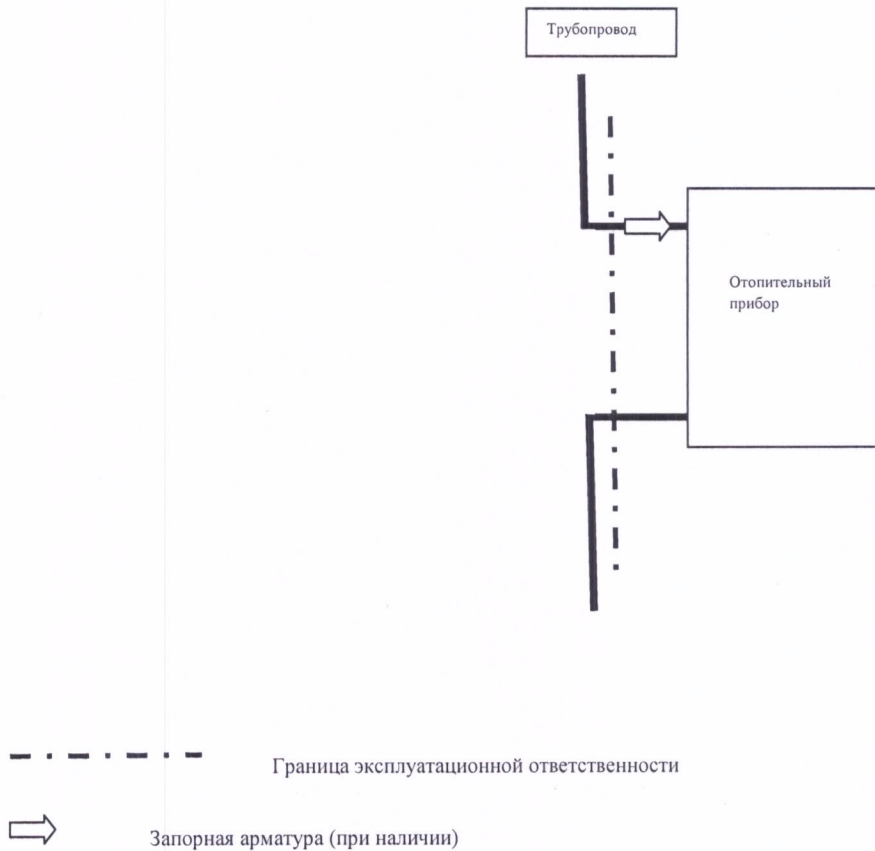 Трубопровод
Отопительный
прибор
Граница эксплуатационной ответственности
Запорная арматура (при наличии)